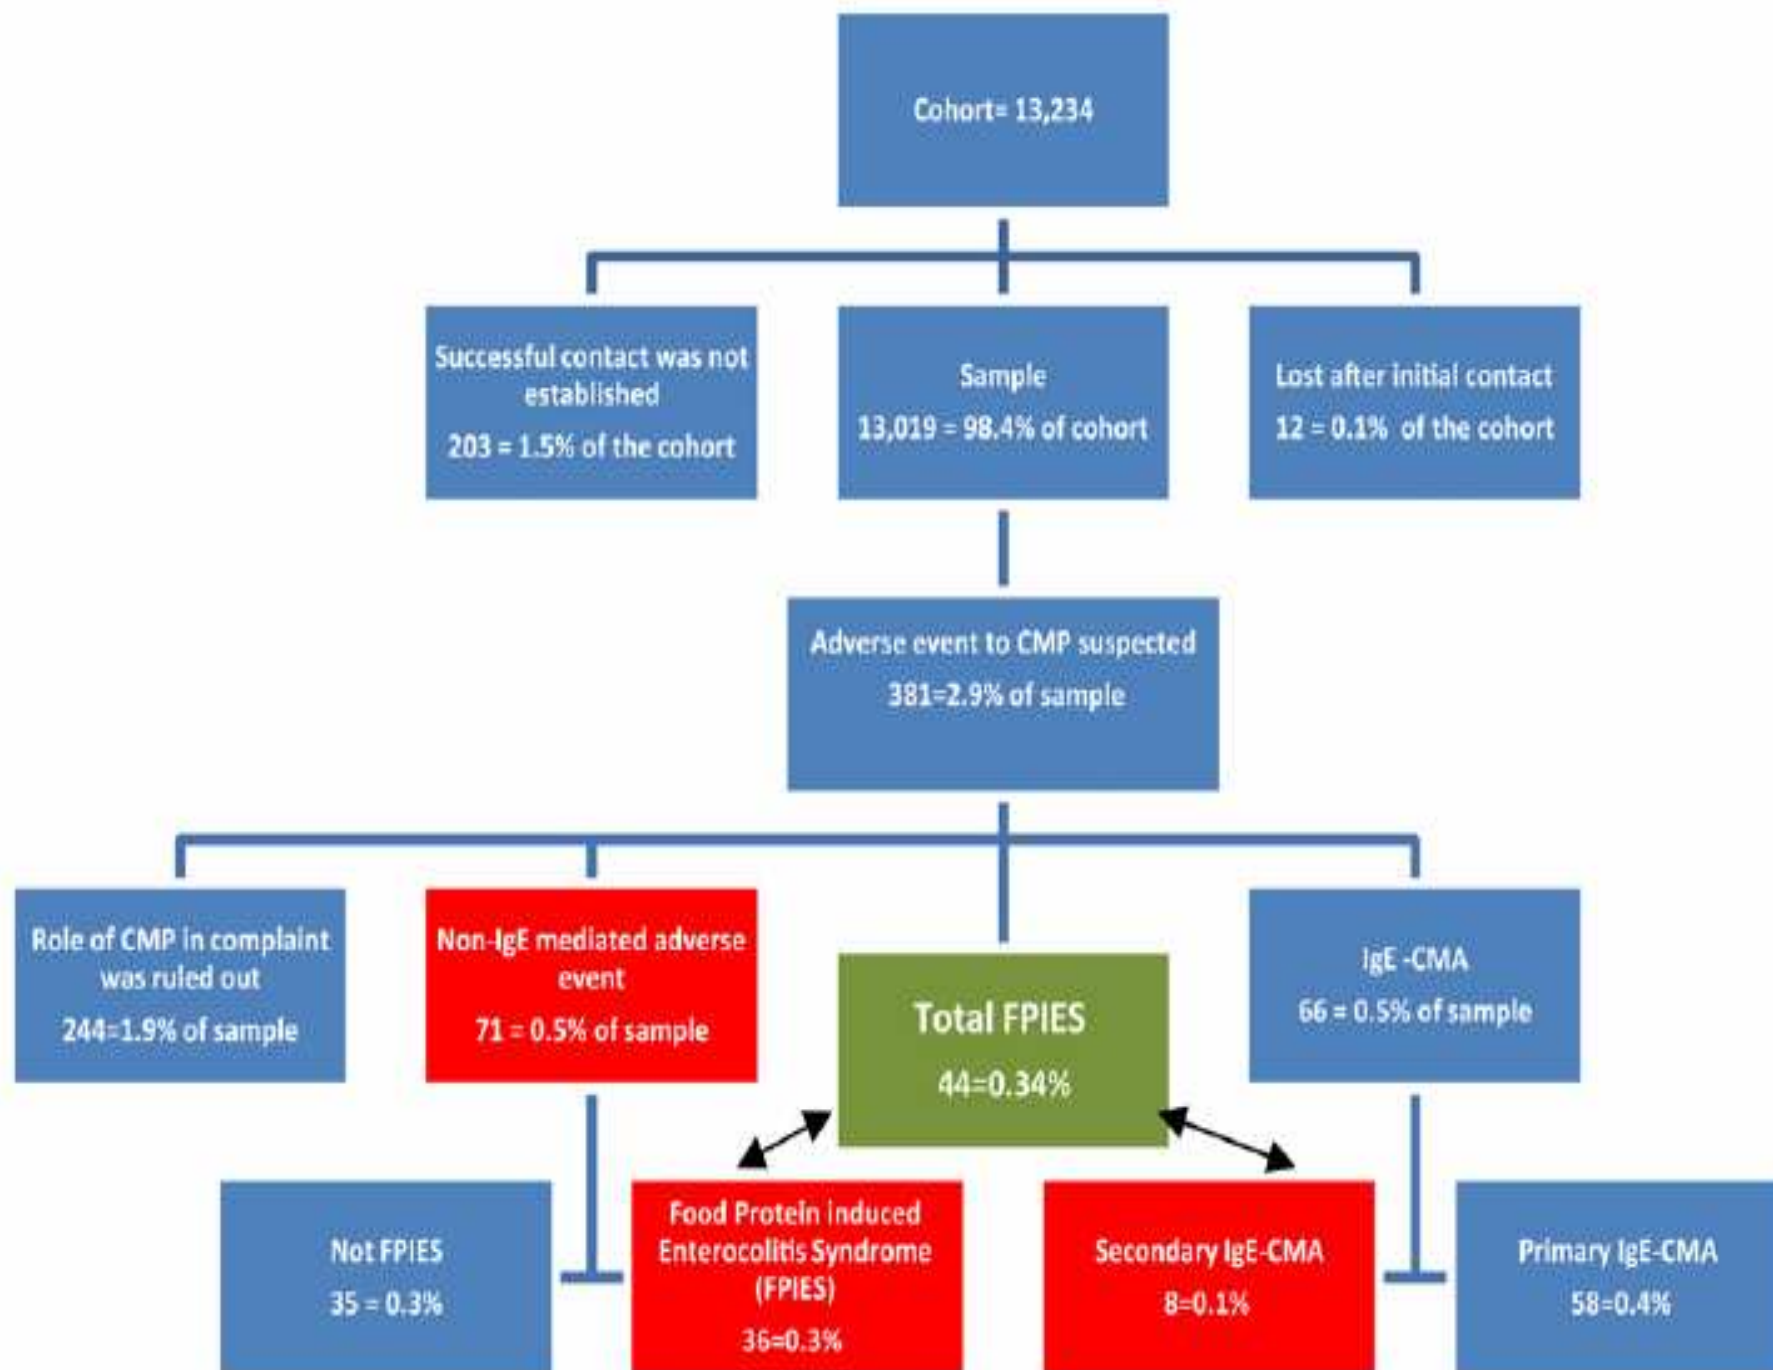 Cohort= 13,234
Successful contact was not
established
203 = 1.5% of the cohort
Sample
13,019 = 98.4% of cohort
Lost after initial contact
12 = 0.1% of the cohort
Adverse event to CMP suspected
381=2.9% of sample
Role of CMP in complaint
was ruled out
244=1.9% of sample
Non-IgE mediated adverse
event
71 = 0.5% of sample
Total FPIES
44=0.34%
IgE -CMA
66 = 0.5% of sample
Not FPIES
35 = 0.3%
Food Protein induced
Enterocolitis Syndrome
(FPIES)
36=0.3%
Secondary IgE-CMA
8=0.1%
Primary IgE-CMA
58=0.4%